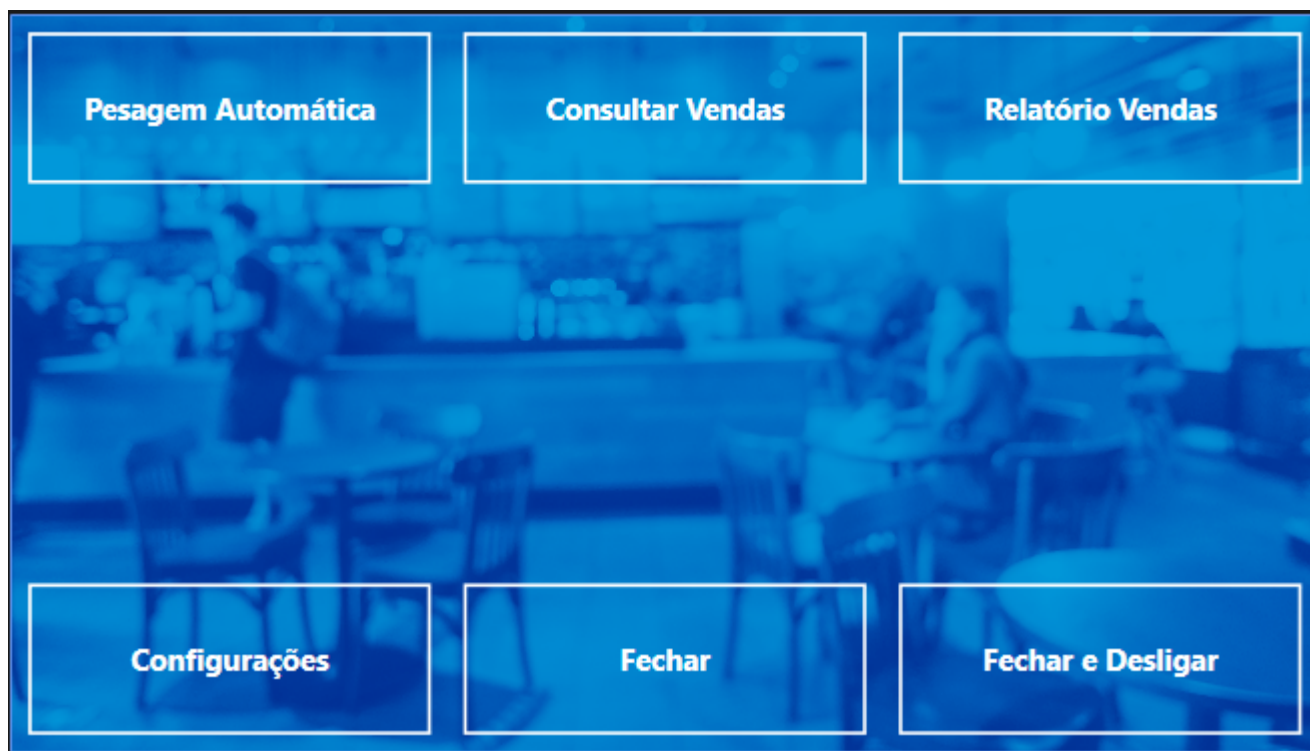 Pesagem Automática
Consultar Vendas
Relatório Vendas
Configurações
Fechar
Fechar e Desligar